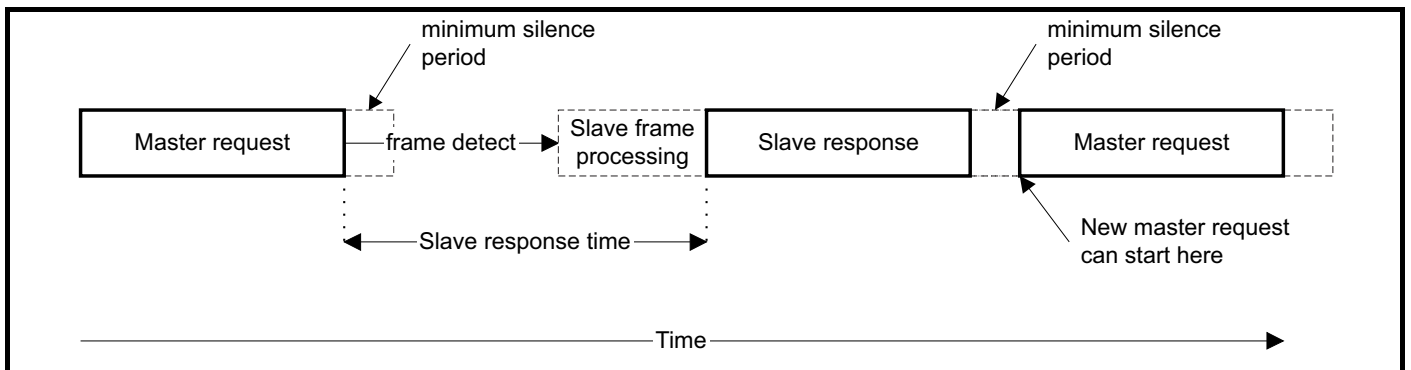 minimum silence
period
minimum silence
period
Master request
frame detect
Slave frame
processing
Slave response
Master request
Slave response time
New master request
can start here
Time